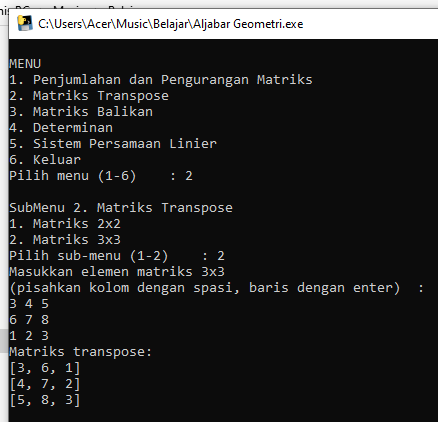 C:\Users\Acer\Music\Belajar\Aljabar Geometri.exe
MENU
1. Penjumlahan dan Pengurangan Matriks
2. Matriks Transpose
3. Matriks Balikan
4. Determinan
5. Sistem Persamaan Linier
6. Keluar
Pilih menu (1-6)    : 2
SubMenu 2. Matriks Transpose
1. Matriks 2x2
2. Matriks 3x3
Pilih sub-menu (1-2)    : 2
Masukkan elemen matriks 3x3
(pisahkan kolom dengan spasi, baris dengan enter)  :
3 4 5
6 7 8
1 2 3
Matriks transpose:
[3, 6, 1]
[4, 7, 2]
[5, 8, 3]